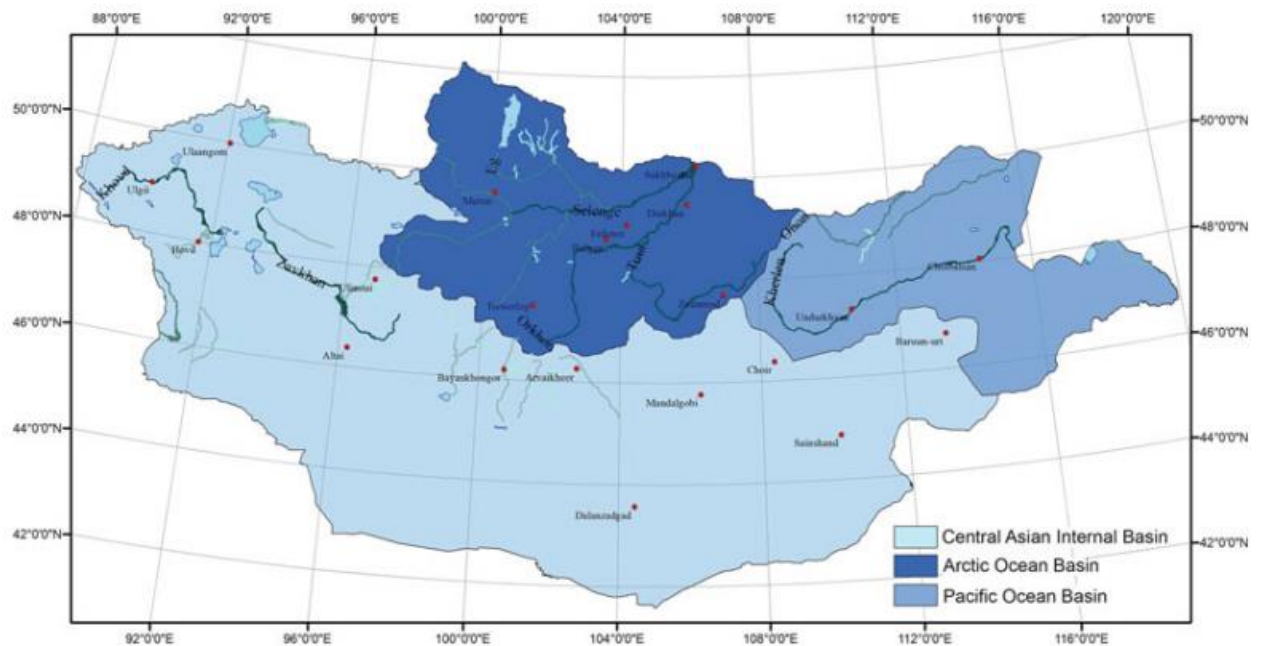 88°0'0"E 92°0'0"E 96°0'0"E 100°0'0"E 104°0'0"E 108°0'0"E 112°0'0"E 116°0'0"E 120°0'0"E
50°0'0"N 50°0'0"N
Ulaangom
Khovd
Ulgii
Eg
Muren
Selenge
Darkhan
Tuul
Onon
48°0'0"N 48°0'0"N
Zavkhan
Uliastai
Kherlen
Orkhon
Undurkhaan
46°0'0"N 46°0'0"N
Altai
Bayankhongor
Arvaikheer
Choir
Baruun-urt
Mandalgobi
44°0'0"N 44°0'0"N
Sainshand
Dalanzadgad
42°0'0"N 42°0'0"N
Central Asian Internal Basin
Arctic Ocean Basin
Pacific Ocean Basin
92°0'0"E 96°0'0"E 100°0'0"E 104°0'0"E 108°0'0"E 112°0'0"E 116°0'0"E